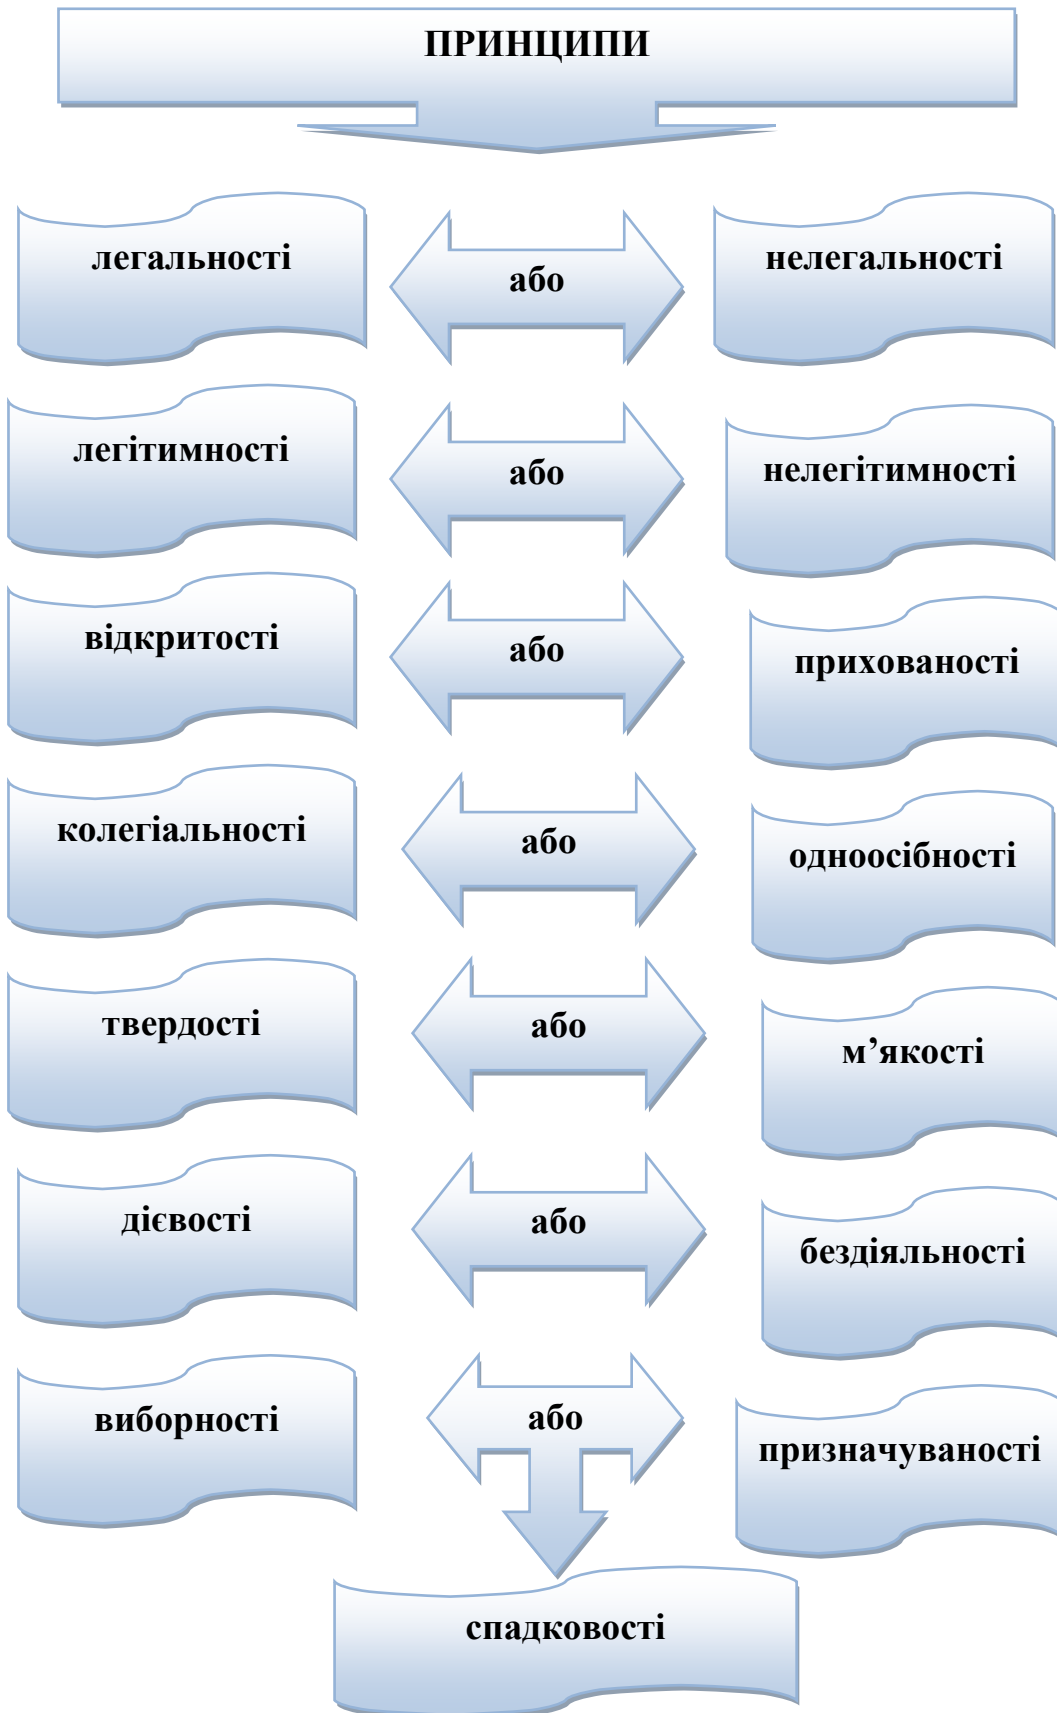 ПРИНЦИПИ
легальності
або
нелегальності
легітимності
або
нелегітимності
відкритості
або
прихованості
колегіальності
або
одноосібності
твердості
або
м’якості
дієвості
або
бездіяльності
виборності
або
призначуваності
спадковості